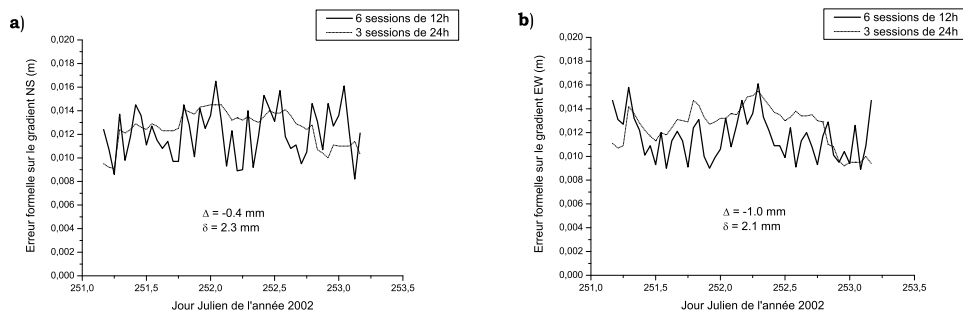 a)
6 sessions de 12h
3 sessions de 24h
Erreur formelle sur le gradient NS (m)
0,020
0,018
0,016
0,014
0,012
0,010
0,008
0,006
0,004
0,002
0,000
Δ = -0.4 mm
δ = 2.3 mm
251,0 251,5 252,0 252,5 253,0 253,5
Jour Julien de l'année 2002
b)
6 sessions de 12h
3 sessions de 24h
Erreur formelle sur le gradient EW (m)
0,020
0,018
0,016
0,014
0,012
0,010
0,008
0,006
0,004
0,002
0,000
Δ = -1.0 mm
δ = 2.1 mm
251,0 251,5 252,0 252,5 253,0 253,5
Jour Julien de l'année 2002